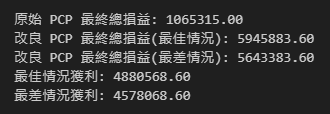 原始 PCP 最終總損益: 1065315.00
改良 PCP 最終總損益(最佳情況): 5945883.60
改良 PCP 最終總損益(最差情況): 5643383.60
最佳情況獲利: 4880568.60
最差情況獲利: 4578068.60